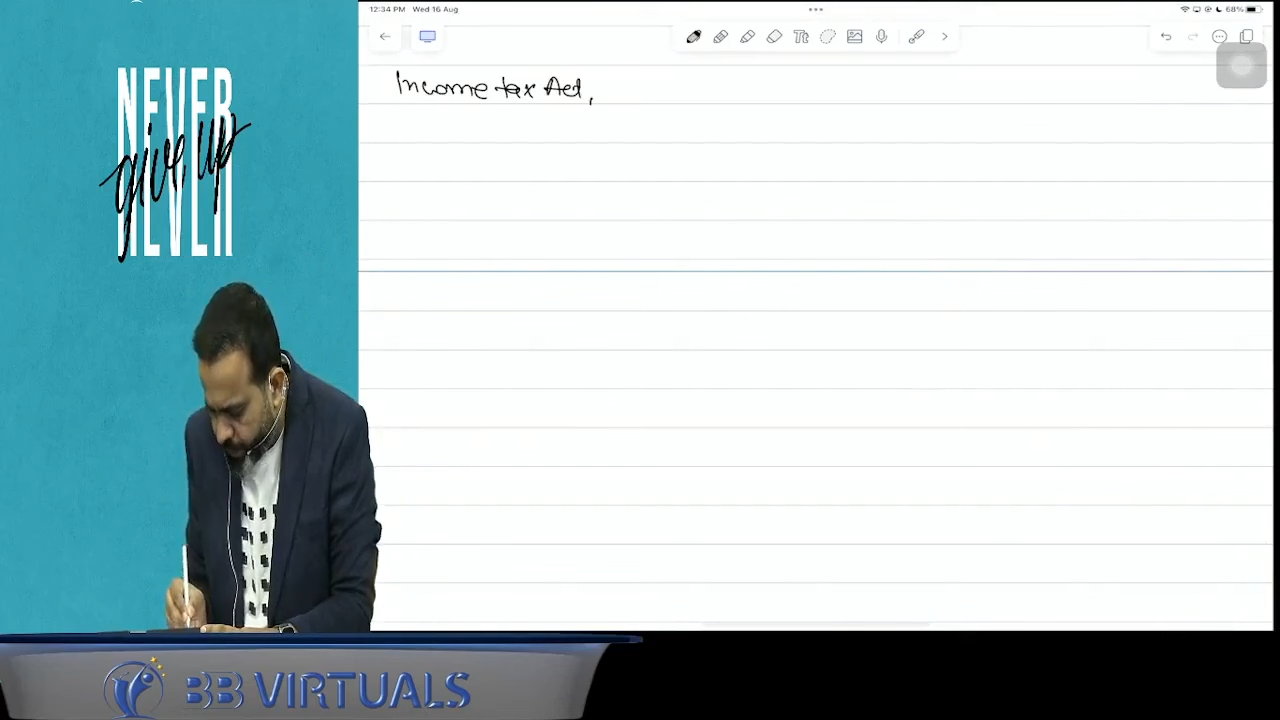 12:34 PM Wed 16 Aug
68%
NEVER
give up
NEVER
Income tax Act,
BB VIRTUALS